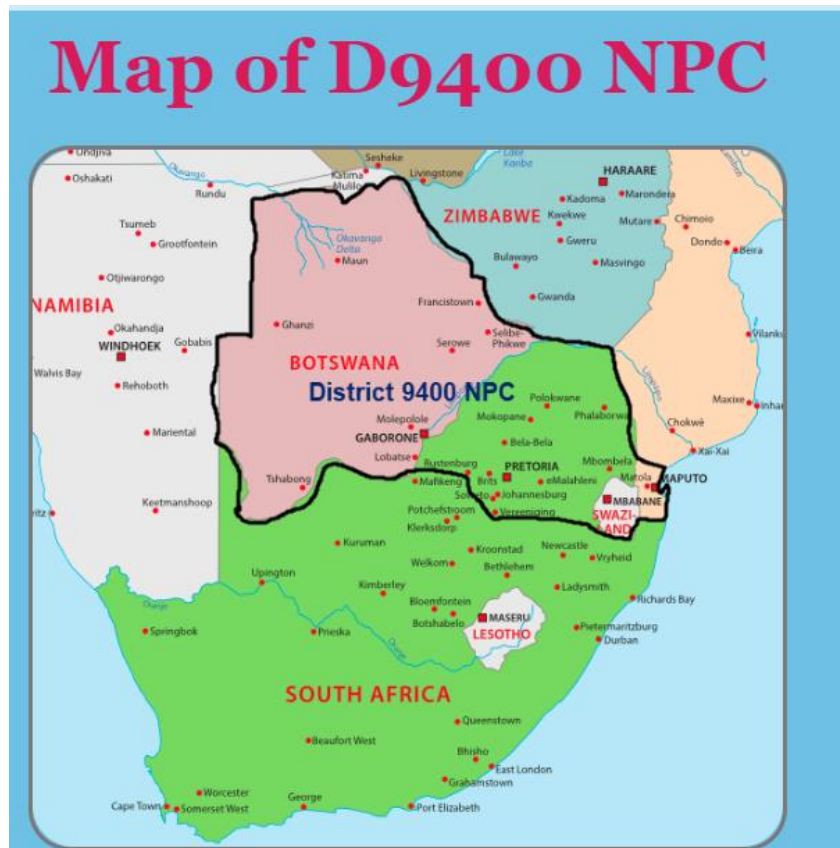 Map of D9400 NPC
Ondjiva
Oshakati
Okavango
Rundu
Katima
Mulilo
Sesheke
Livingstone
Lake
Kariba
HARAARE
Kadoma
Marondera
ZIMBABWE
Kwekwe
Mutare
Chimoio
Tsumeb
Grootfontein
Okavango
Delta
Maun
Gweru
Dondo
Beira
Bulawayo
Masvingo
Otjiwarongo
NAMIBIA
Francistown
Gwanda
Okahandja
Ghanzi
Selibe-
Phikwe
Vilanku
WINDHOEK
Gobabis
Serowe
BOTSWANA
Walvis Bay
Rehoboth
District 9400 NPC
Polokwane
Limpopo
Maxixe
Inhan
Mokopane
Phalaborwa
Mariental
Molepolole
Chokwè
GABORONE
Bela-Bela
Xai-Xai
Lobatse
Rustenburg
PRETORIA
Mbombela
Tshabong
Mafikeng
Brits
eMalahleni
Matola
MAPUTO
Soweto
Johannesburg
MBABANE
Keetmanshoop
Potchefstroom
Vereeniging
SWAZI-
LAND
Klerksdorp
Kuruman
Kroonstad
Newcastle
Vryheid
Welkom
Bethlehem
Upington
Kimberley
Ladysmith
Richards Bay
Oranje
Bloemfontein
MASERU
Springbok
Prieska
Botshabelo
LESOTHO
Pietermaritzburg
Durban
Orange
SOUTH AFRICA
Queenstown
Beaufort West
Bhisho
East London
Worcester
Grahamstown
Cape Town
Somerset West
George
Port Elizabeth